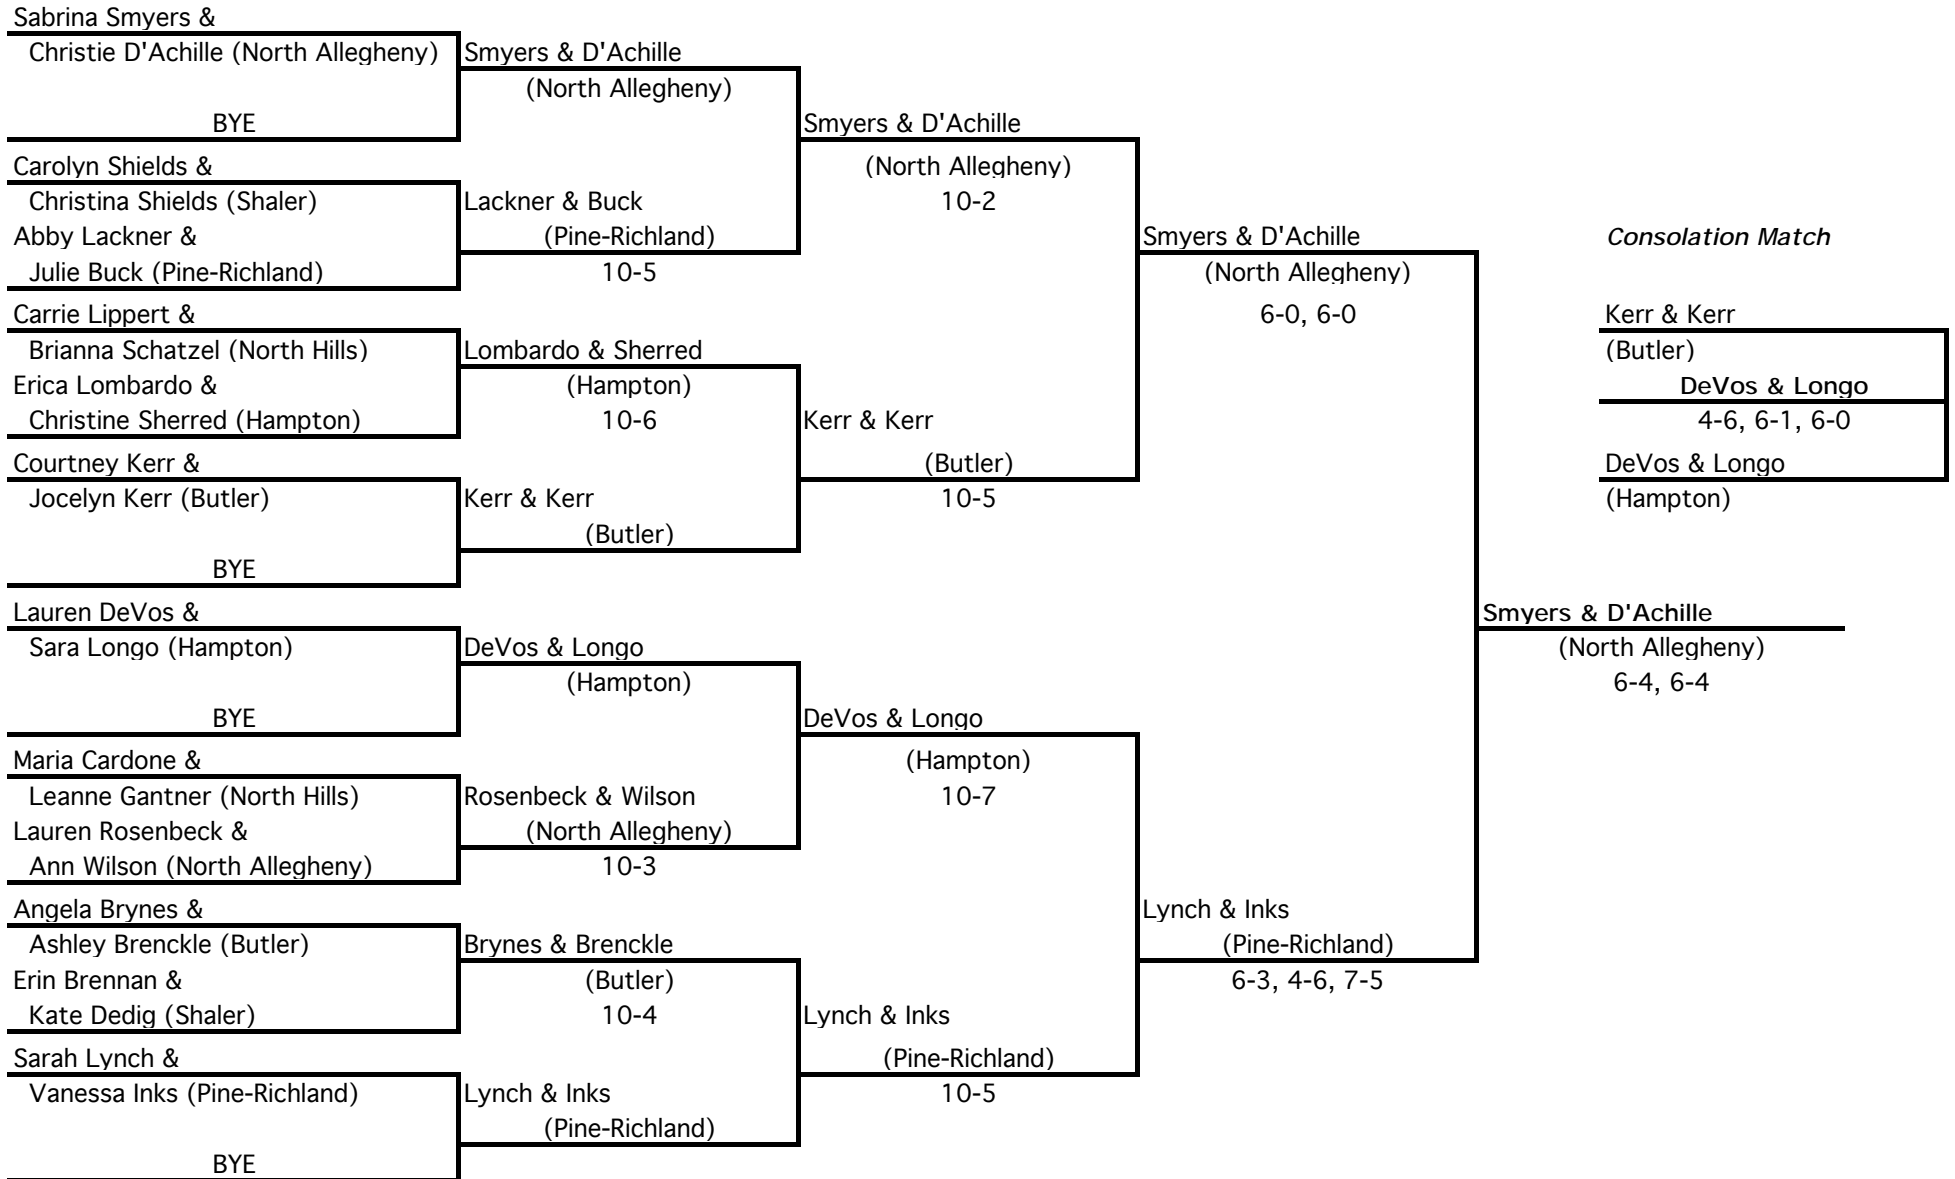 Sabrina Smyers &
Christie D'Achille (North Allegheny)
BYE
Carolyn Shields &
Christina Shields (Shaler)
Abby Lackner &
Julie Buck (Pine-Richland)
Carrie Lippert &
Brianna Schatzel (North Hills)
Erica Lombardo &
Christine Sherred (Hampton)
Courtney Kerr &
Jocelyn Kerr (Butler)
BYE
Lauren DeVos &
Sara Longo (Hampton)
BYE
Maria Cardone &
Leanne Gantner (North Hills)
Lauren Rosenbeck &
Ann Wilson (North Allegheny)
Angela Brynes &
Ashley Brenckle (Butler)
Erin Brennan &
Kate Dedig (Shaler)
Sarah Lynch &
Vanessa Inks (Pine-Richland)
BYE
Smyers & D'Achille
(North Allegheny)
Lackner & Buck
(Pine-Richland)
10-5
Lombardo & Sherred
(Hampton)
10-6
Kerr & Kerr
(Butler)
DeVos & Longo
(Hampton)
Rosenbeck & Wilson
(North Allegheny)
10-3
Brynes & Brenckle
(Butler)
10-4
Lynch & Inks
(Pine-Richland)
Smyers & D'Achille
(North Allegheny)
10-2
Kerr & Kerr
(Butler)
10-5
DeVos & Longo
(Hampton)
10-7
Lynch & Inks
(Pine-Richland)
10-5
Smyers & D'Achille
(North Allegheny)
6-0, 6-0
Lynch & Inks
(Pine-Richland)
6-3, 4-6, 7-5
Smyers & D'Achille
(North Allegheny)
6-4, 6-4
Consolation Match
Kerr & Kerr
(Butler)
DeVos & Longo
4-6, 6-1, 6-0
DeVos & Longo
(Hampton)